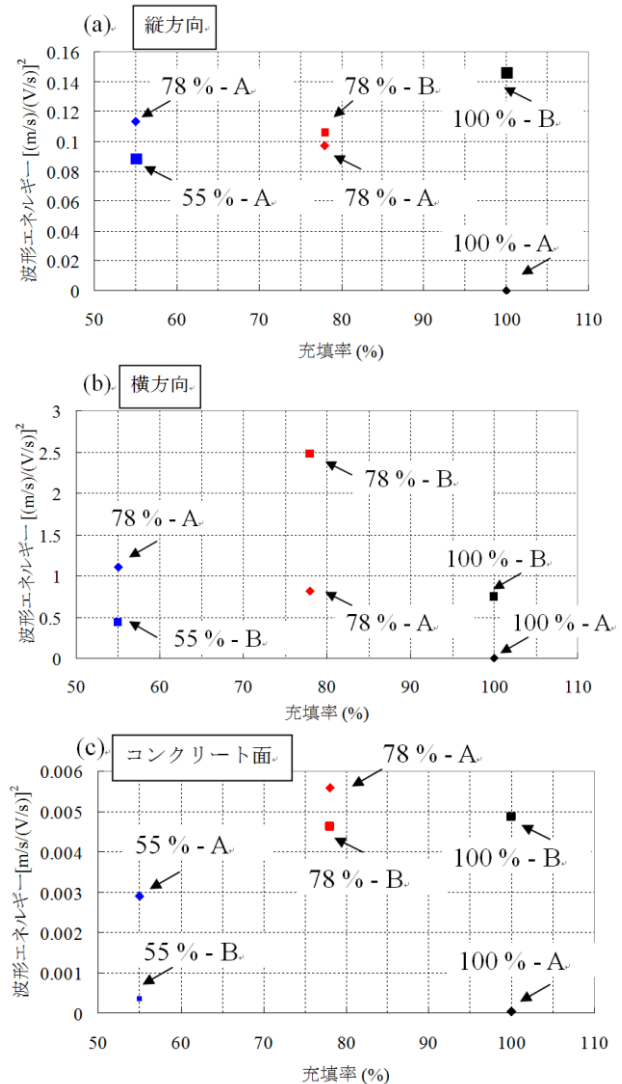 (a) 縦方向
波形エネルギー [(m/s)/(V/s)]²
0.16
0.14
0.12
0.1
0.08
0.06
0.04
0.02
0
78 % - A
55 % - A
78 % - B
78 % - A
100 % - B
100 % - A
50 60 70 80 90 100 110
充填率 (%)
(b) 横方向
波形エネルギー [(m/s)/(V/s)]²
3
2.5
2
1.5
1
0.5
0
78 % - A
55 % - B
78 % - B
78 % - A
100 % - B
100 % - A
50 60 70 80 90 100 110
充填率 (%)
(c) コンクリート面
波形エネルギー[m/s/(V/s)]²
0.006
0.005
0.004
0.003
0.002
0.001
0
55 % - A
55 % - B
78 % - A
78 % - B
100 % - B
100 % - A
50 60 70 80 90 100 110
充填率 (%)